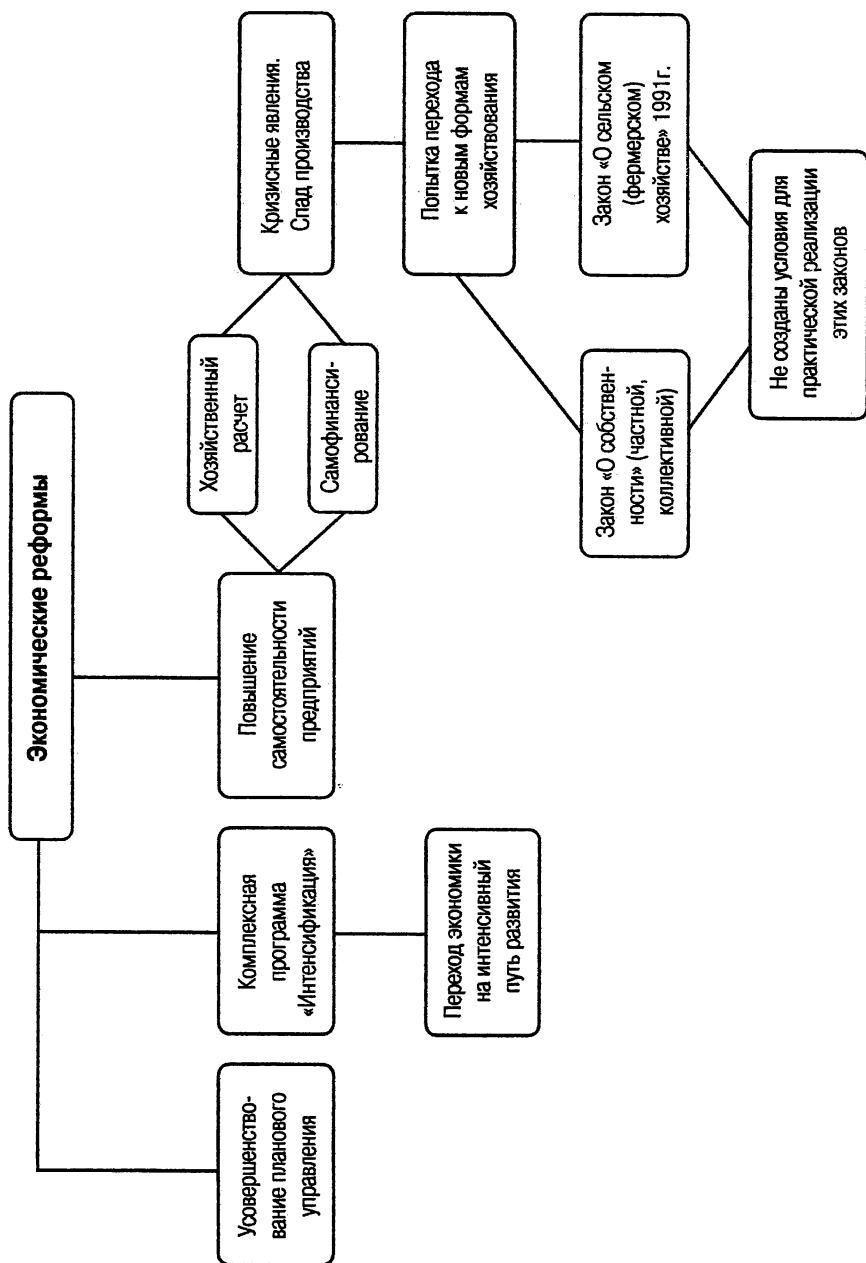 Экономические реформы
Усовершенство-
вание планового
управления
Комплексная
программа
«Интенсификация»
Повышение
самостоятельности
предприятий
Хозяйственный
расчет
Самофинанси-
рование
Кризисные явления.
Спад производства
Переход экономики
на интенсивный
путь развития
Попытка перехода
к новым формам
хозяйствования
Закон «О собствен-
ности» (частной,
коллективной)
Закон «О сельском
(фермерском)
хозяйстве» 1991г.
Не созданы условия для
практической реализации
этих законов